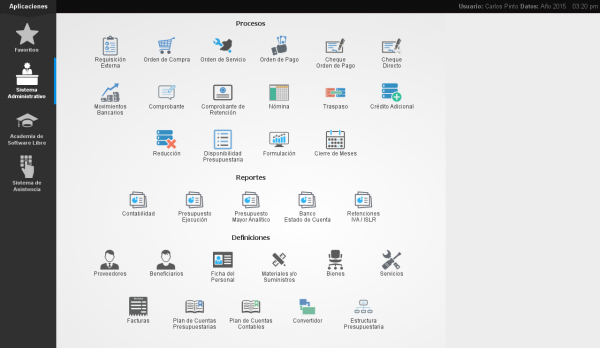 Aplicaciones
Usuario: Carlos Pinto Datos: Año 2015 03:20 pm
Favoritos
Sistema
Administrativo
Academia de
Software Libre
Sistema de
Asistencia
Procesos
Requisición
Externa
Orden de Compra
Orden de Servicio
Orden de Pago
Cheque
Orden de Pago
Cheque
Directo
Movimientos
Bancarios
Comprobante
Comprobante de
Retención
Nómina
Traspaso
Crédito Adicional
Reducción
Disponibilidad
Presupuestaria
Formulación
Cierre de Meses
Reportes
Contabilidad
Presupuesto
Ejecución
Presupuesto
Mayor Analítico
Banco
Estado de Cuenta
Retenciones
IVA / ISLR
Definiciones
Proveedores
Beneficiarios
Ficha del
Personal
Materiales y/o
Suministros
Bienes
Servicios
Facturas
Plan de Cuentas
Presupuestarias
Plan de Cuentas
Contables
Convertidor
Estructura
Presupuestaria